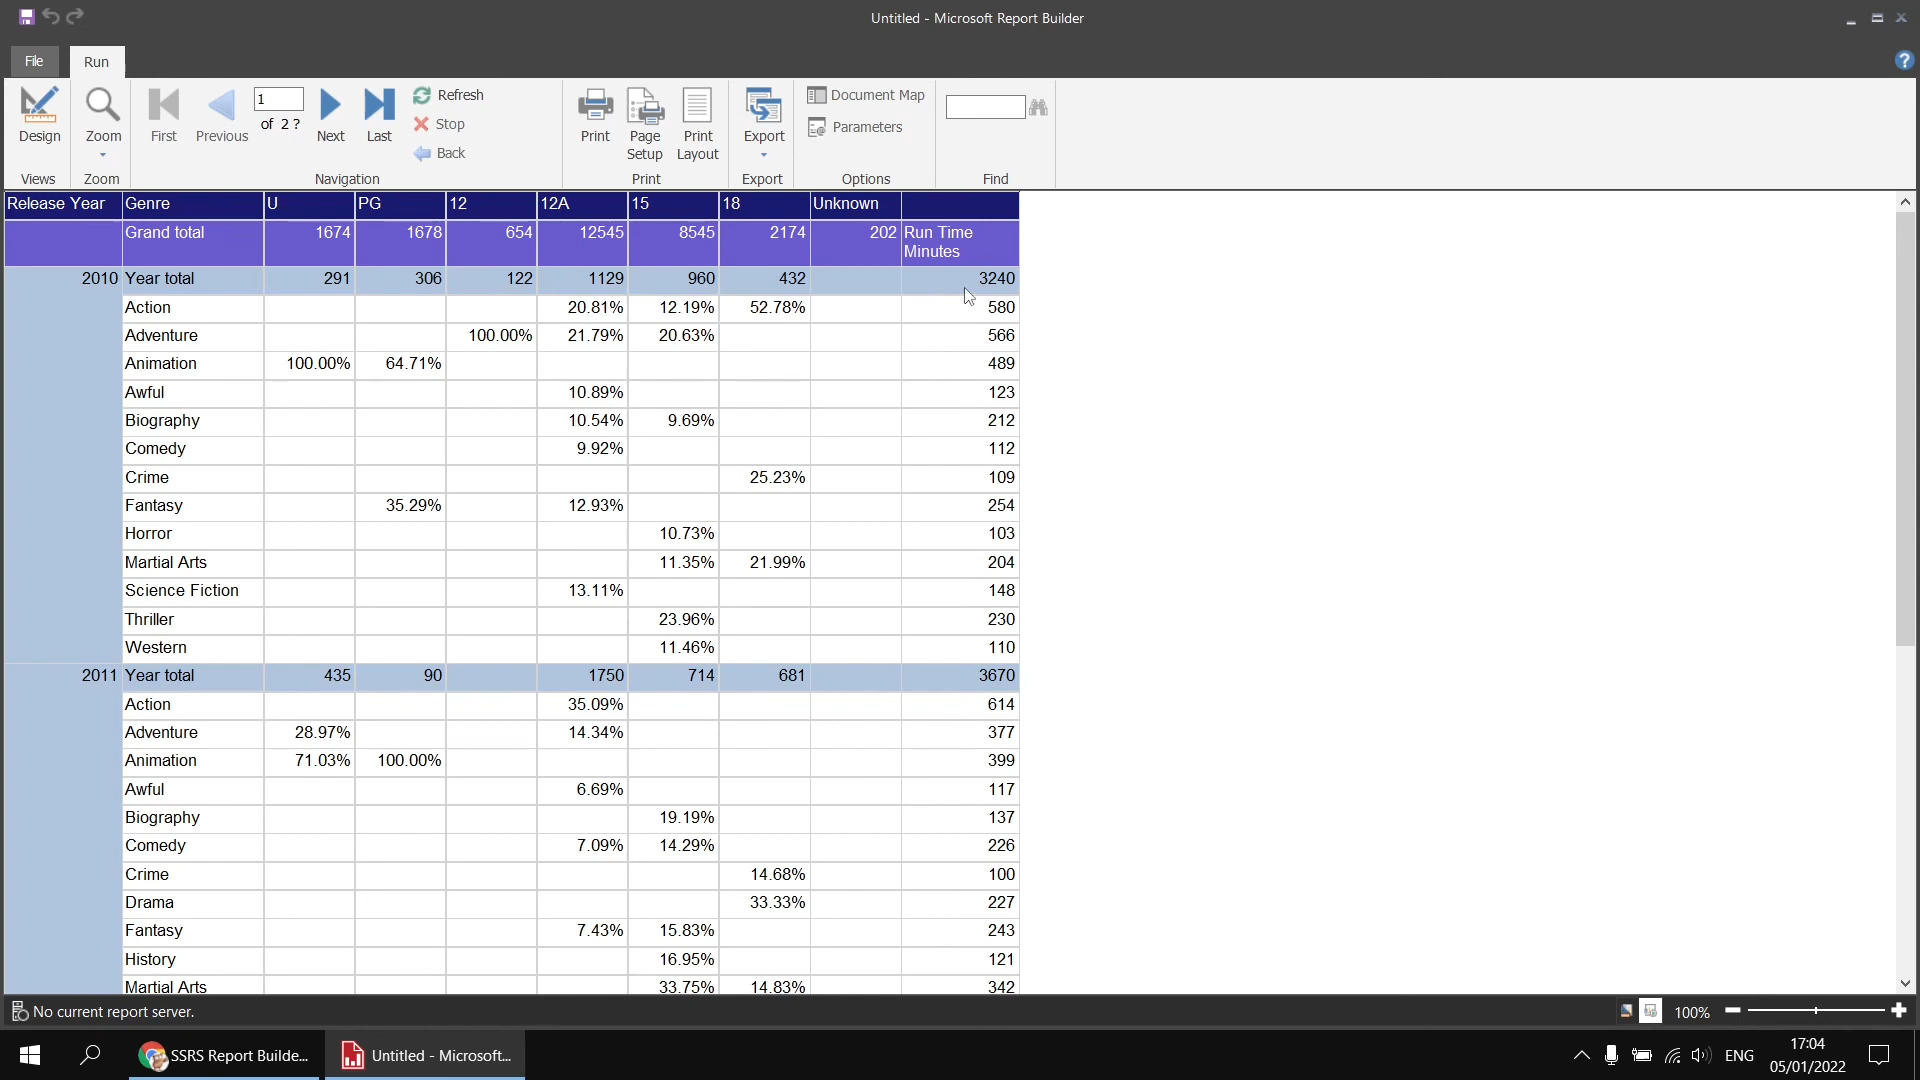 Untitled - Microsoft Report Builder
File Run ?
Design Zoom First Previous 1 of 2 ? Next Last Refresh Stop Back Print Page Setup Print Layout Export Document Map Parameters
Views Zoom Navigation Print Export Options Find
Release Year Genre U PG 12 12A 15 18 Unknown
Grand total 1674 1678 654 12545 8545 2174 202 Run Time Minutes
2010 Year total 291 306 122 1129 960 432 3240
Action 20.81% 12.19% 52.78% 580
Adventure 100.00% 21.79% 20.63% 566
Animation 100.00% 64.71% 489
Awful 10.89% 123
Biography 10.54% 9.69% 212
Comedy 9.92% 112
Crime 25.23% 109
Fantasy 35.29% 12.93% 254
Horror 10.73% 103
Martial Arts 11.35% 21.99% 204
Science Fiction 13.11% 148
Thriller 23.96% 230
Western 11.46% 110
2011 Year total 435 90 1750 714 681 3670
Action 35.09% 614
Adventure 28.97% 14.34% 377
Animation 71.03% 100.00% 399
Awful 6.69% 117
Biography 19.19% 137
Comedy 7.09% 14.29% 226
Crime 14.68% 100
Drama 33.33% 227
Fantasy 7.43% 15.83% 243
History 16.95% 121
Martial Arts 33.75% 14.83% 342
No current report server. 100%
SSRS Report Builde... Untitled - Microsoft... ENG 17:04
05/01/2022